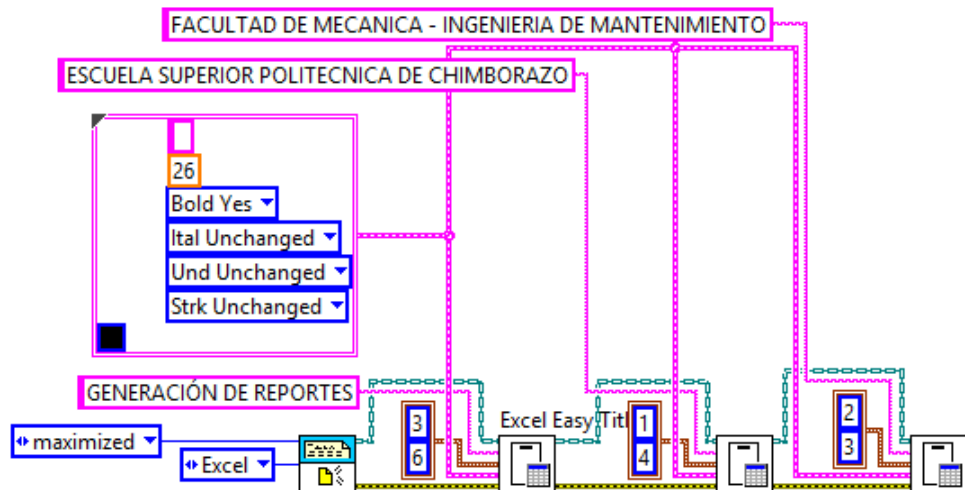 FACULTAD DE MECANICA - INGENIERIA DE MANTENIMIENTO
ESCUELA SUPERIOR POLITECNICA DE CHIMBORAZO
26
Bold Yes
Ital Unchanged
Und Unchanged
Strk Unchanged
GENERACIÓN DE REPORTES
maximized
Excel
3
6
Excel Easy Titl
1
4
2
3